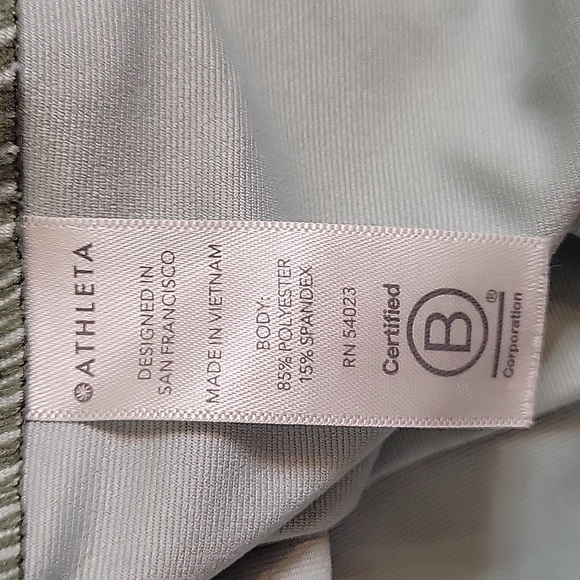 ATHLETA
DESIGNED IN
SAN FRANCISCO
MADE IN VIETNAM
BODY:
85% POLYESTER
15% SPANDEX
RN 54023
Certified
B®
Corporation